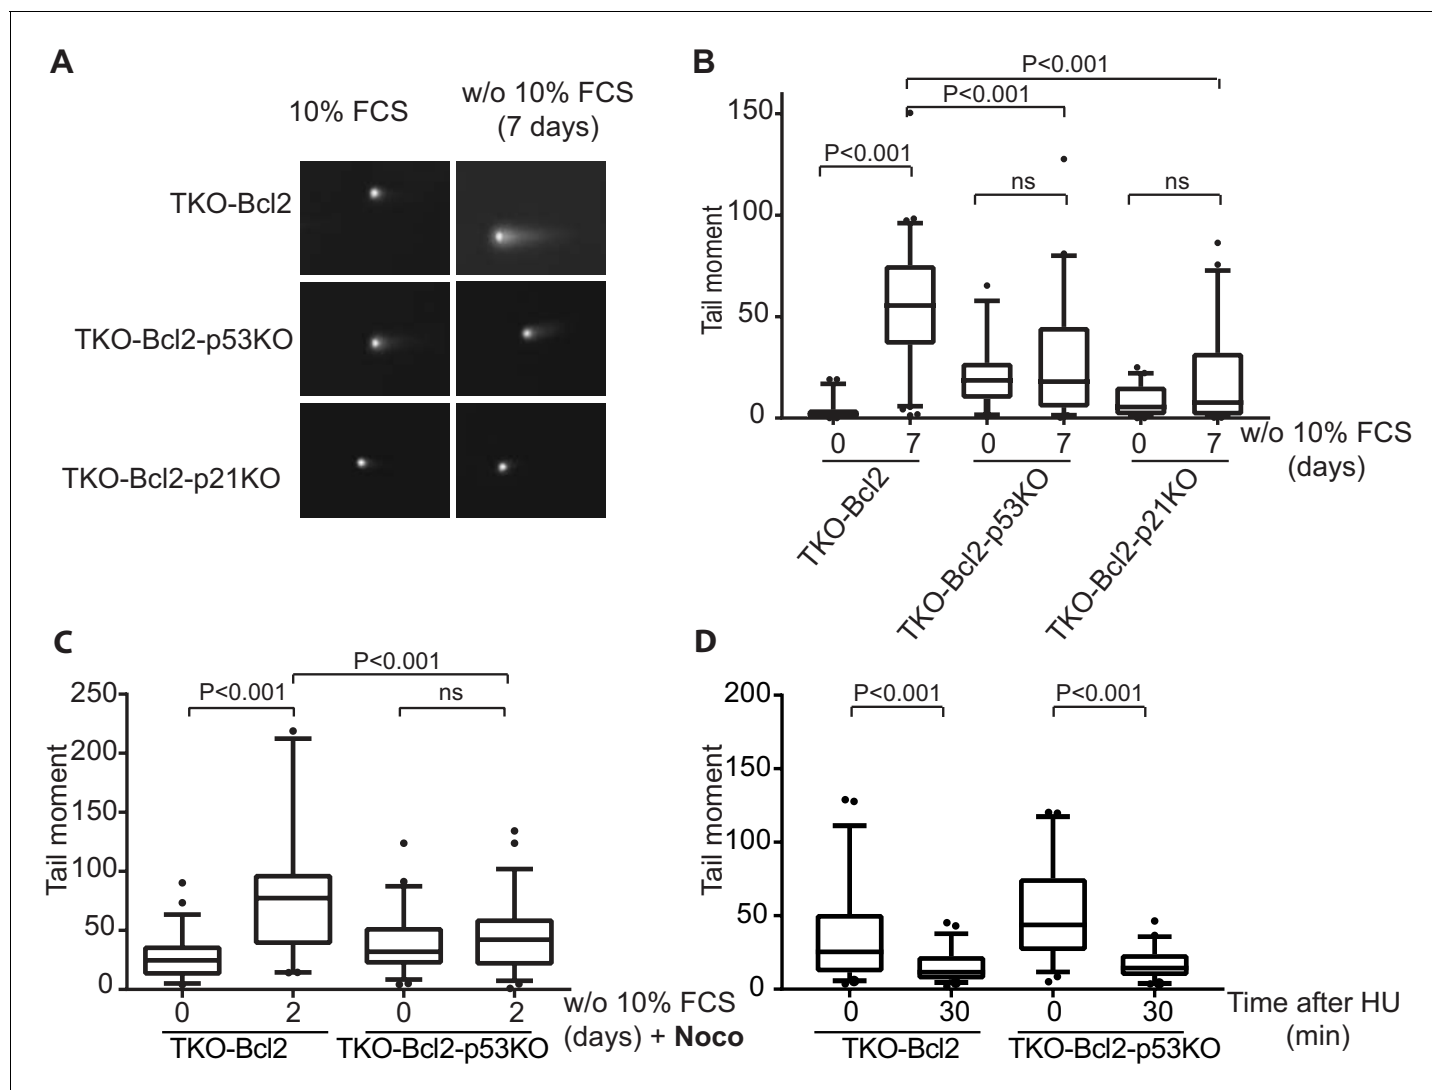 A
10% FCS
w/o 10% FCS
(7 days)
TKO-Bcl2
TKO-Bcl2-p53KO
TKO-Bcl2-p21KO
B
P<0.001
P<0.001
P<0.001
ns
ns
Tail moment
150
100
50
0
0 7 0 7 0 7
w/o 10% FCS
(days)
TKO-Bcl2
TKO-Bcl2-p53KO
TKO-Bcl2-p21KO
C
P<0.001
P<0.001
ns
Tail moment
250
200
150
100
50
0
0 2 0 2
w/o 10% FCS
(days) + Noco
TKO-Bcl2
TKO-Bcl2-p53KO
D
P<0.001
P<0.001
Tail moment
200
150
100
50
0
0 30 0 30
Time after HU
(min)
TKO-Bcl2
TKO-Bcl2-p53KO